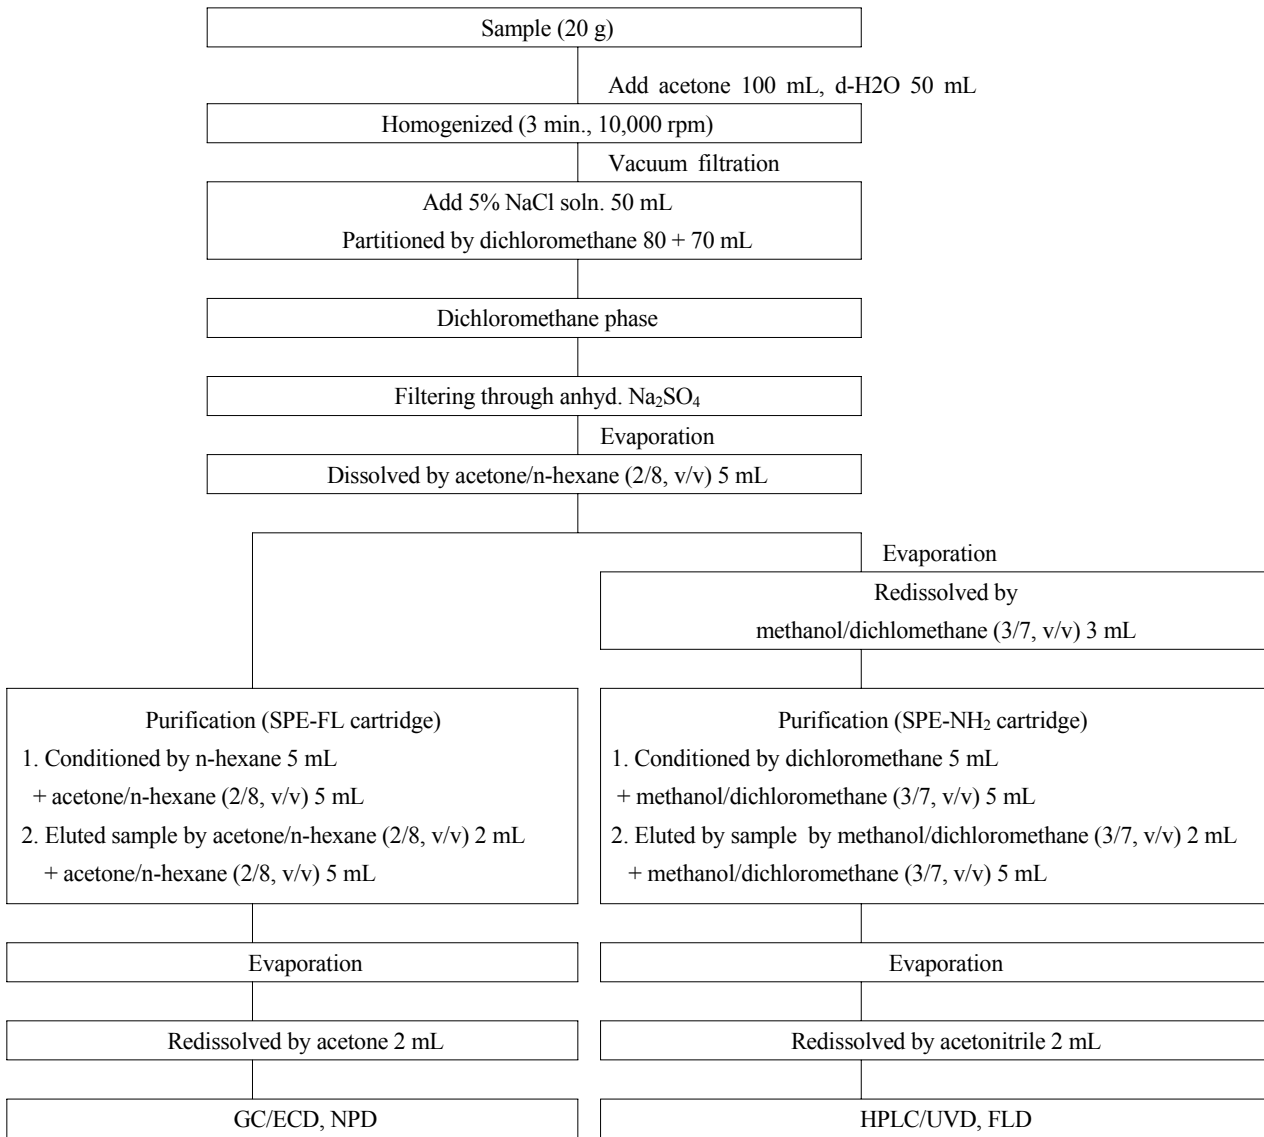 Sample (20 g)
Add acetone 100 mL, d-H2O 50 mL
Homogenized (3 min., 10,000 rpm)
Vacuum filtration
Add 5% NaCl soln. 50 mL
Partitioned by dichloromethane 80 + 70 mL
Dichloromethane phase
Filtering through anhyd. Na₂SO₄
Evaporation
Dissolved by acetone/n-hexane (2/8, v/v) 5 mL
Evaporation
Redissolved by
methanol/dichlomethane (3/7, v/v) 3 mL
Purification (SPE-FL cartridge)
1. Conditioned by n-hexane 5 mL
+ acetone/n-hexane (2/8, v/v) 5 mL
2. Eluted sample by acetone/n-hexane (2/8, v/v) 2 mL
+ acetone/n-hexane (2/8, v/v) 5 mL
Purification (SPE-NH₂ cartridge)
1. Conditioned by dichloromethane 5 mL
+ methanol/dichloromethane (3/7, v/v) 5 mL
2. Eluted by sample by methanol/dichloromethane (3/7, v/v) 2 mL
+ methanol/dichloromethane (3/7, v/v) 5 mL
Evaporation
Evaporation
Redissolved by acetone 2 mL
Redissolved by acetonitrile 2 mL
GC/ECD, NPD
HPLC/UVD, FLD